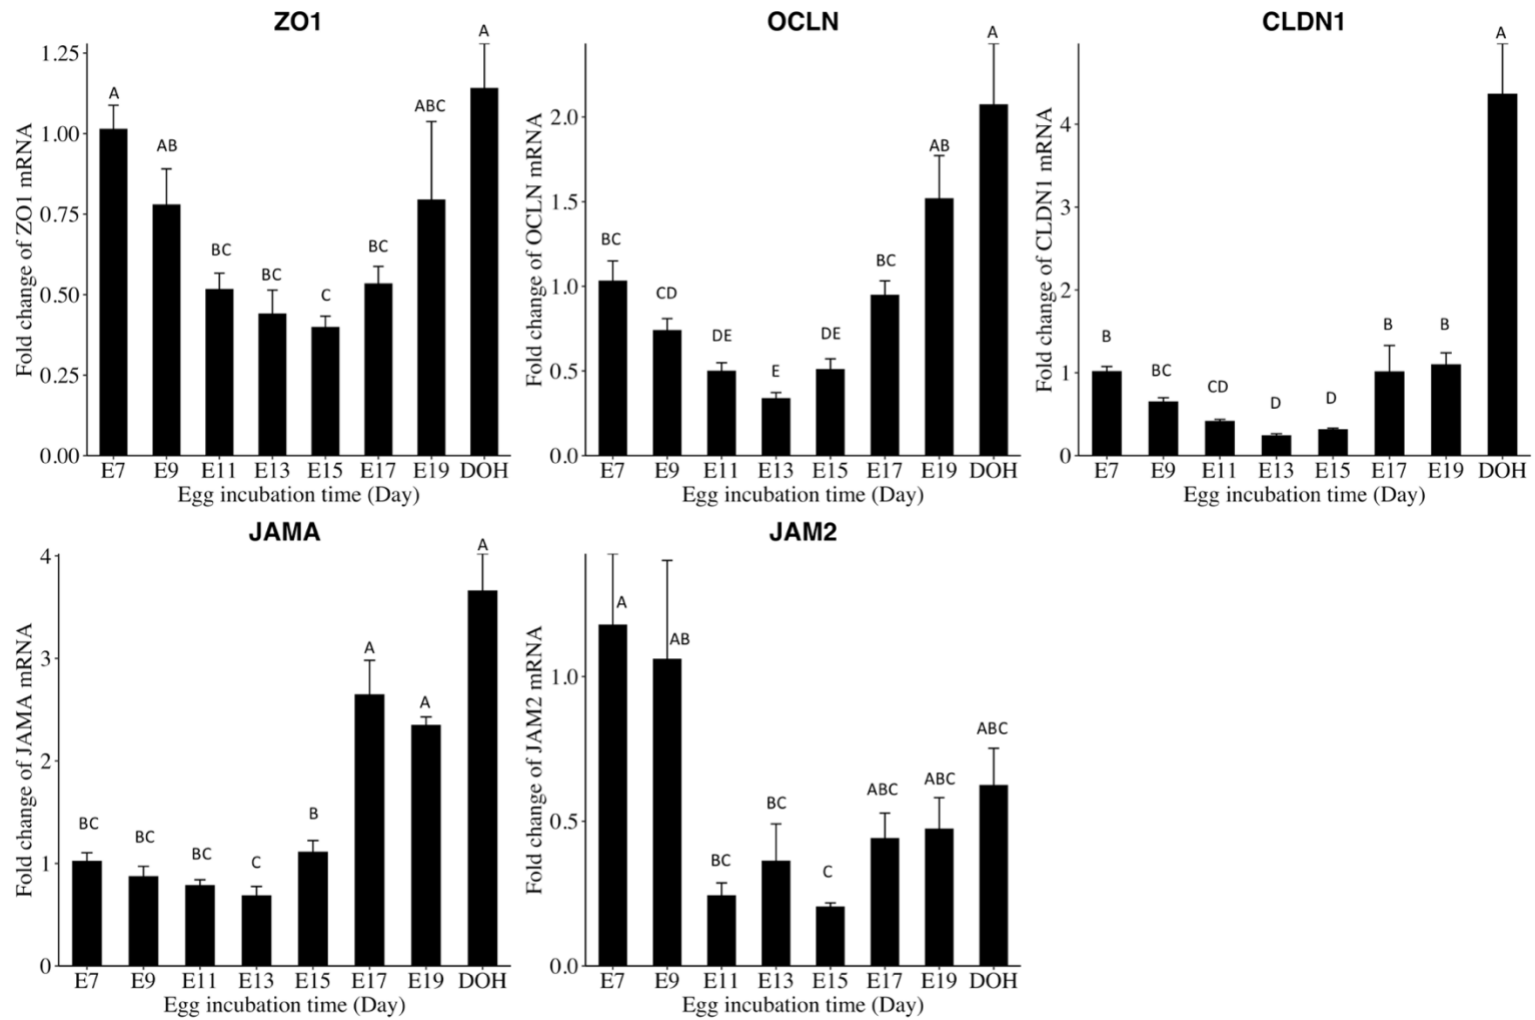 ZO1
Fold change of ZO1 mRNA
1.25
1.00
0.75
0.50
0.25
0.00
A
AB
BC
BC
C
BC
ABC
A
E7 E9 E11 E13 E15 E17 E19 DOH
Egg incubation time (Day)
OCLN
Fold change of OCLN mRNA
2.0
1.5
1.0
0.5
0.0
BC
CD
DE
E
DE
BC
AB
A
E7 E9 E11 E13 E15 E17 E19 DOH
Egg incubation time (Day)
CLDN1
Fold change of CLDN1 mRNA
4
3
2
1
0
B
BC
CD
D
D
B
B
A
E7 E9 E11 E13 E15 E17 E19 DOH
Egg incubation time (Day)
JAMA
Fold change of JAMA mRNA
4
3
2
1
0
BC
BC
BC
C
B
A
A
A
E7 E9 E11 E13 E15 E17 E19 DOH
Egg incubation time (Day)
JAM2
Fold change of JAM2 mRNA
1.0
0.5
0.0
A
AB
BC
BC
C
ABC
ABC
ABC
E7 E9 E11 E13 E15 E17 E19 DOH
Egg incubation time (Day)